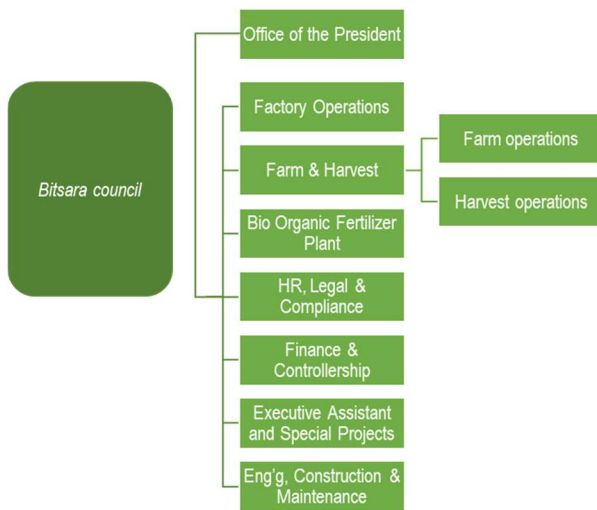 Office of the President
Bitsara council
Factory Operations
Farm & Harvest
Farm operations
Harvest operations
Bio Organic Fertilizer
Plant
HR, Legal &
Compliance
Finance &
Controllership
Executive Assistant
and Special Projects
Eng'g, Construction &
Maintenance